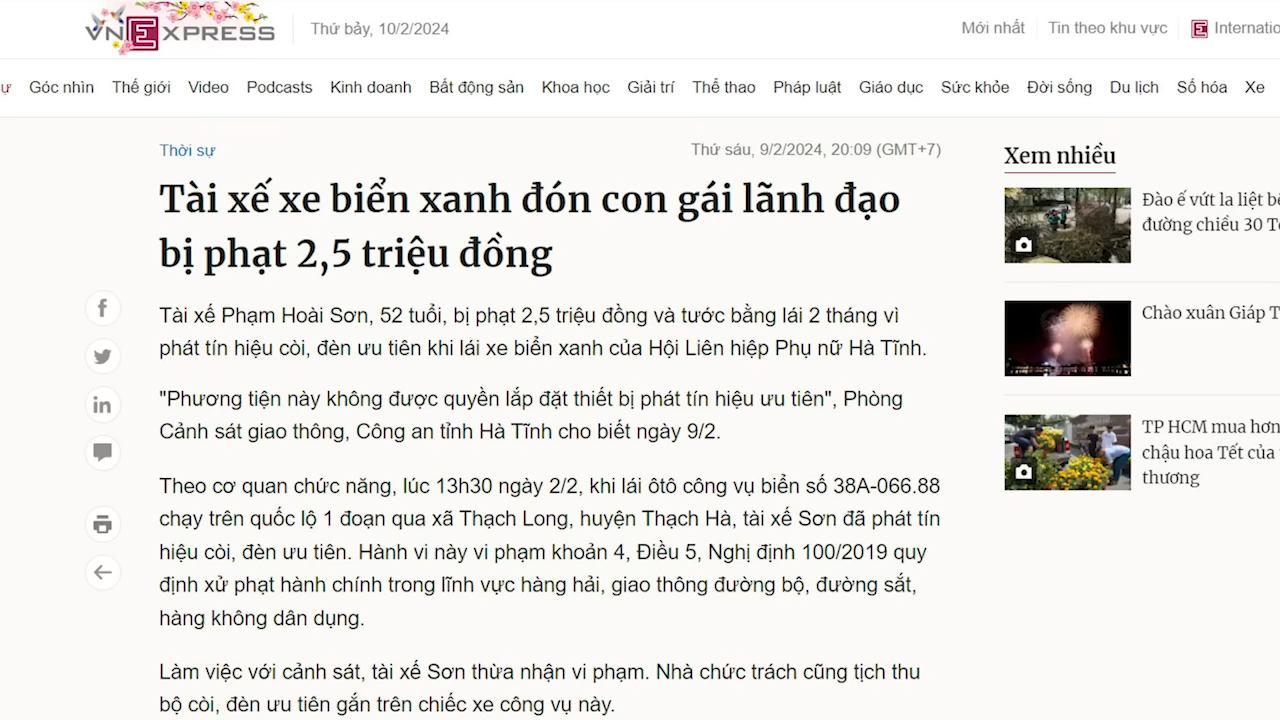 VNEXPRESS
Thứ bảy, 10/2/2024
Mới nhất
Tin theo khu vực
E
Góc nhìn
Thế giới
Video
Podcasts
Kinh doanh
Bất động sản
Khoa học
Giải trí
Thể thao
Pháp luật
Giáo dục
Sức khỏe
Đời sống
Du lịch
Số hóa
Xe
Thời sự
Thứ sáu, 9/2/2024, 20:09 (GMT+7)
Tài xế xe biển xanh đón con gái lãnh đạo
bị phạt 2,5 triệu đồng
Tài xế Phạm Hoài Sơn, 52 tuổi, bị phạt 2,5 triệu đồng và tước bằng lái 2 tháng vì
phát tín hiệu còi, đèn ưu tiên khi lái xe biển xanh của Hội Liên hiệp Phụ nữ Hà Tĩnh.
"Phương tiện này không được quyền lắp đặt thiết bị phát tín hiệu ưu tiên", Phòng
Cảnh sát giao thông, Công an tỉnh Hà Tĩnh cho biết ngày 9/2.
Theo cơ quan chức năng, lúc 13h30 ngày 2/2, khi lái ôtô công vụ biển số 38A-066.88
chạy trên quốc lộ 1 đoạn qua xã Thạch Long, huyện Thạch Hà, tài xế Sơn đã phát tín
hiệu còi, đèn ưu tiên. Hành vi này vi phạm khoản 4, Điều 5, Nghị định 100/2019 quy
định xử phạt hành chính trong lĩnh vực hàng hải, giao thông đường bộ, đường sắt,
hàng không dân dụng.
Làm việc với cảnh sát, tài xế Sơn thừa nhận vi phạm. Nhà chức trách cũng tịch thu
bộ còi, đèn ưu tiên gắn trên chiếc xe công vụ này.
Xem nhiều
Đào ế vứt la liệt
đường chiều 30
Chào xuân Giáp
TP HCM mua
chậu hoa Tết của
thương